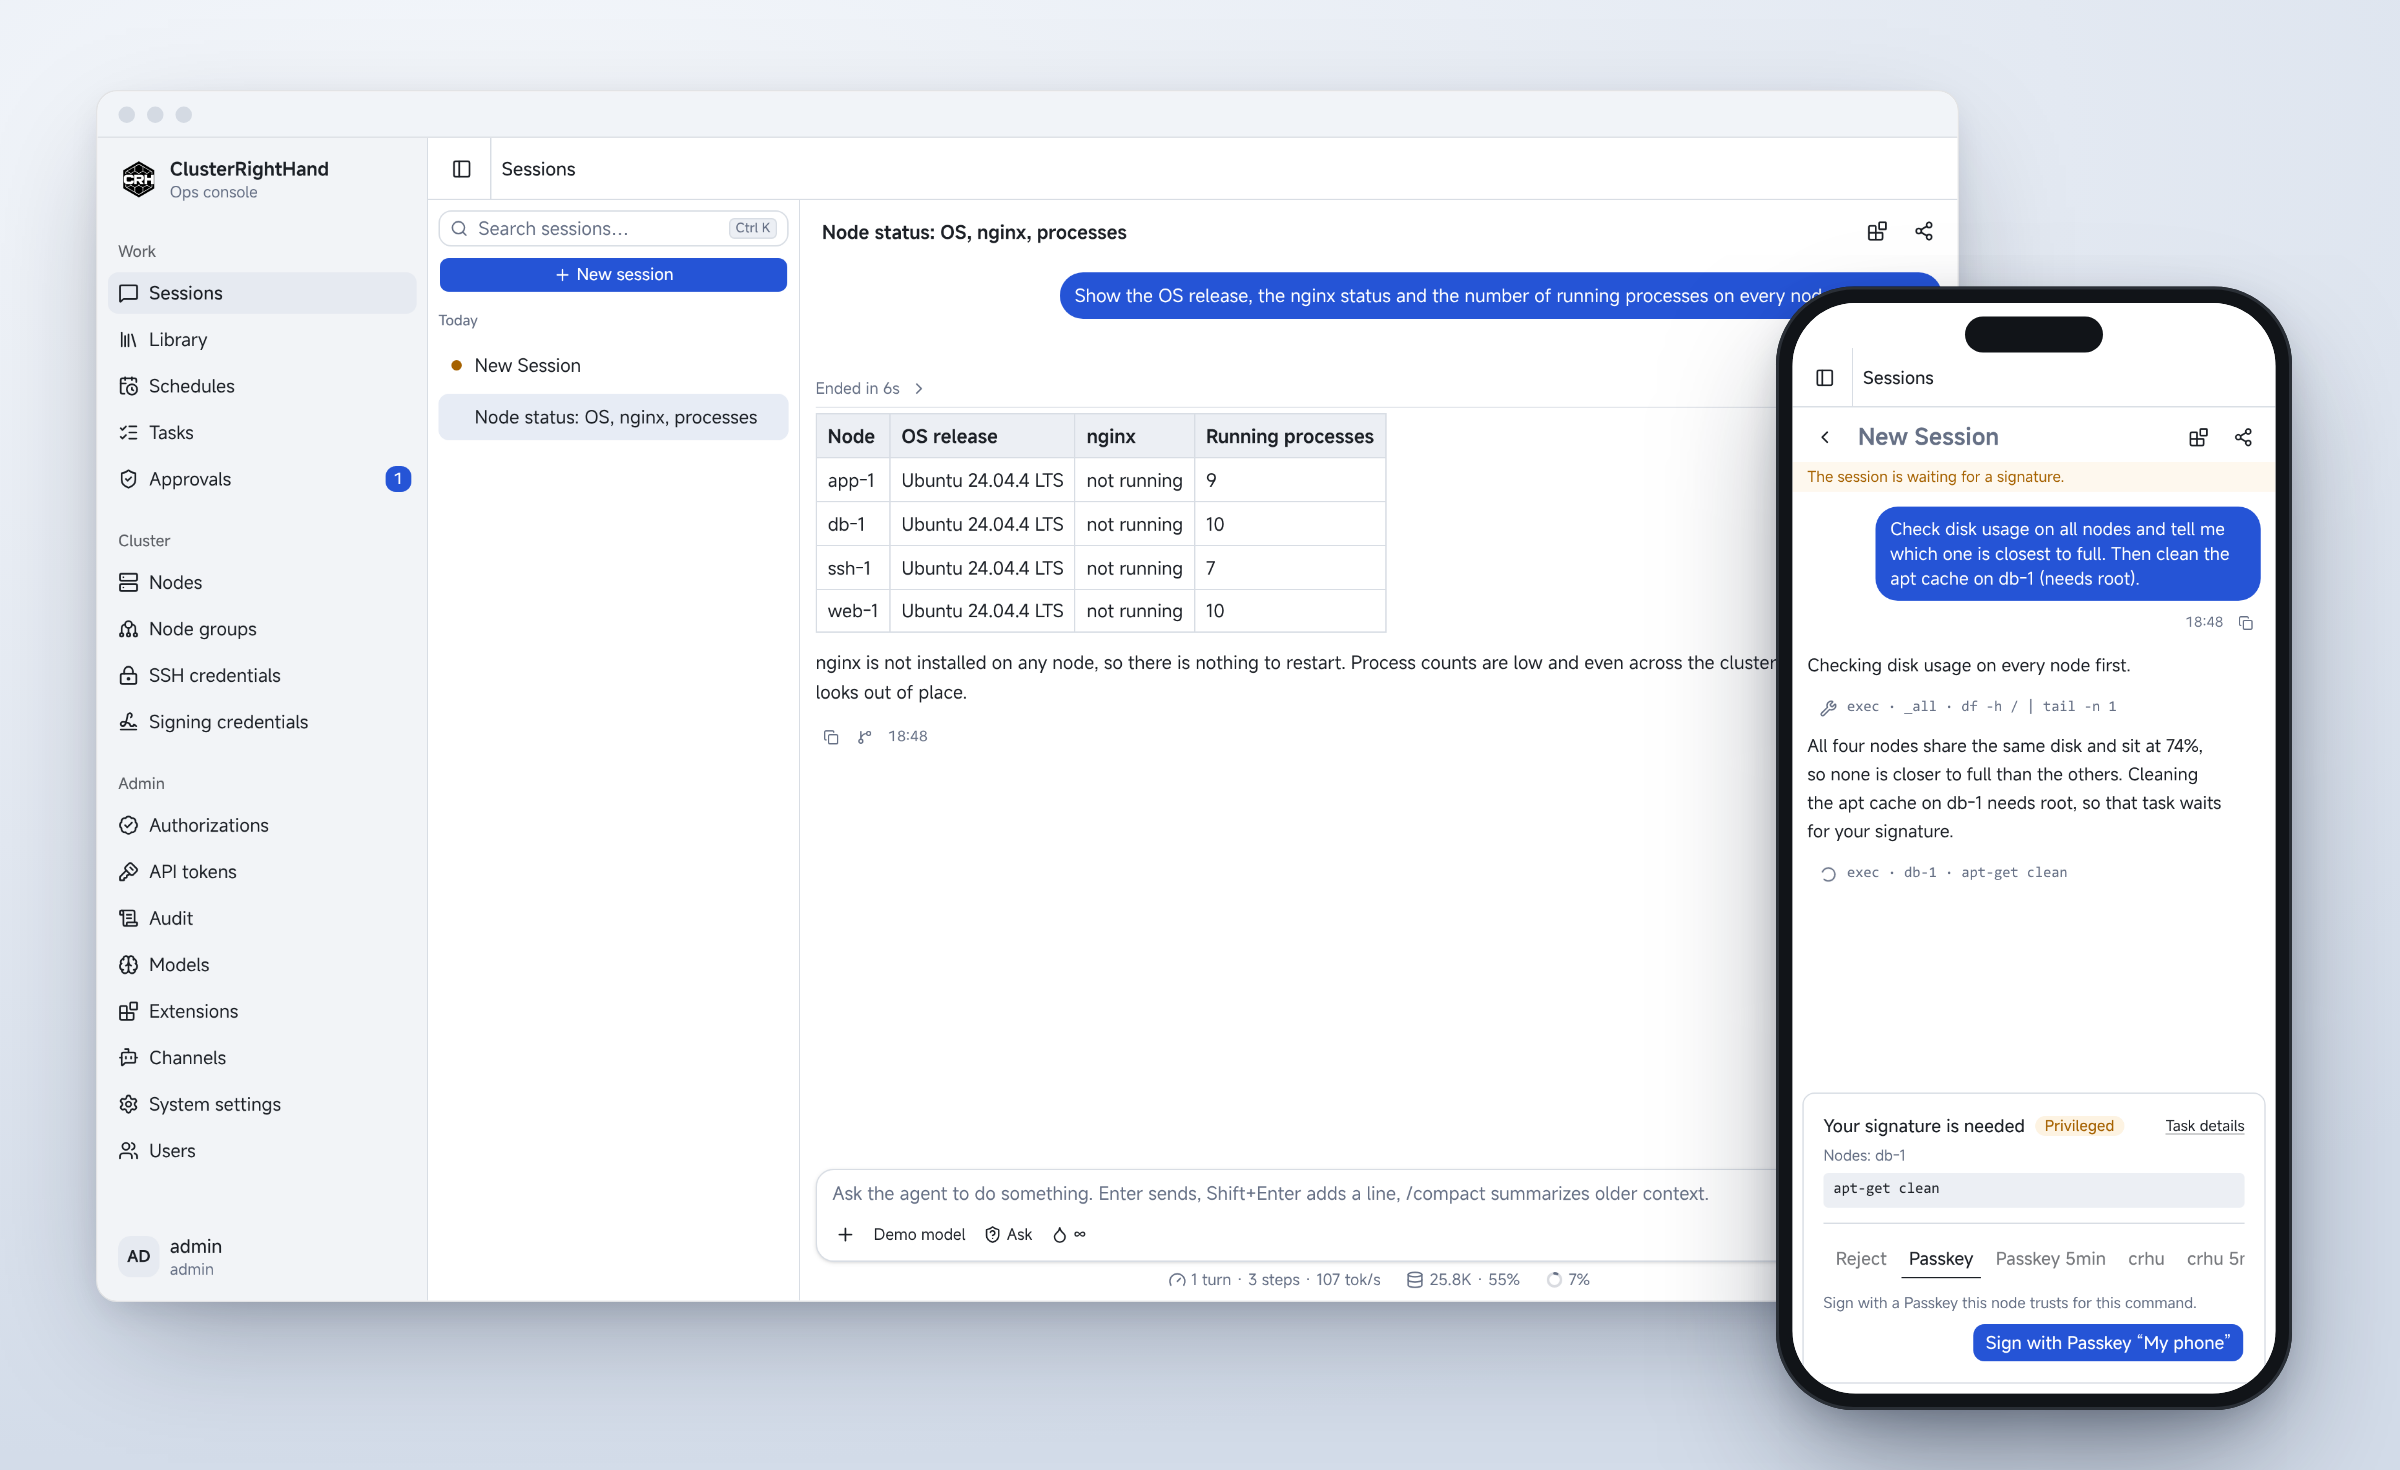 CRH
ClusterRightHand
Ops console
Work
Sessions
Library
Schedules
Tasks
Approvals
1
Cluster
Nodes
Node groups
SSH credentials
Signing credentials
Admin
Authorizations
API tokens
Audit
Models
Extensions
Channels
System settings
Users
AD
admin
admin
Sessions
Search sessions…
Ctrl K
+ New session
Today
New Session
Node status: OS, nginx, processes
Node status: OS, nginx, processes
Show the OS release, the nginx status and the number of running processes on every
Ended in 6s
Node OS release nginx Running processes
app-1 Ubuntu 24.04.4 LTS not running 9
db-1 Ubuntu 24.04.4 LTS not running 10
ssh-1 Ubuntu 24.04.4 LTS not running 7
web-1 Ubuntu 24.04.4 LTS not running 10
nginx is not installed on any node, so there is nothing to restart. Process counts are low and even across the cluster
looks out of place.
18:48
Ask the agent to do something. Enter sends, Shift+Enter adds a line, /compact summarizes older context.
+ Demo model Ask ∞
1 turn · 3 steps · 107 tok/s 25.8K · 55% 7%
Sessions
New Session
The session is waiting for a signature.
Check disk usage on all nodes and tell me
which one is closest to full. Then clean the
apt cache on db-1 (needs root).
18:48
Checking disk usage on every node first.
exec · _all · df -h / | tail -n 1
All four nodes share the same disk and sit at 74%,
so none is closer to full than the others. Cleaning
the apt cache on db-1 needs root, so that task waits
for your signature.
exec · db-1 · apt-get clean
Your signature is needed Privileged Task details
Nodes: db-1
apt-get clean
Reject Passkey Passkey 5min crhu crhu
Sign with a Passkey this node trusts for this command.
Sign with Passkey “My phone”